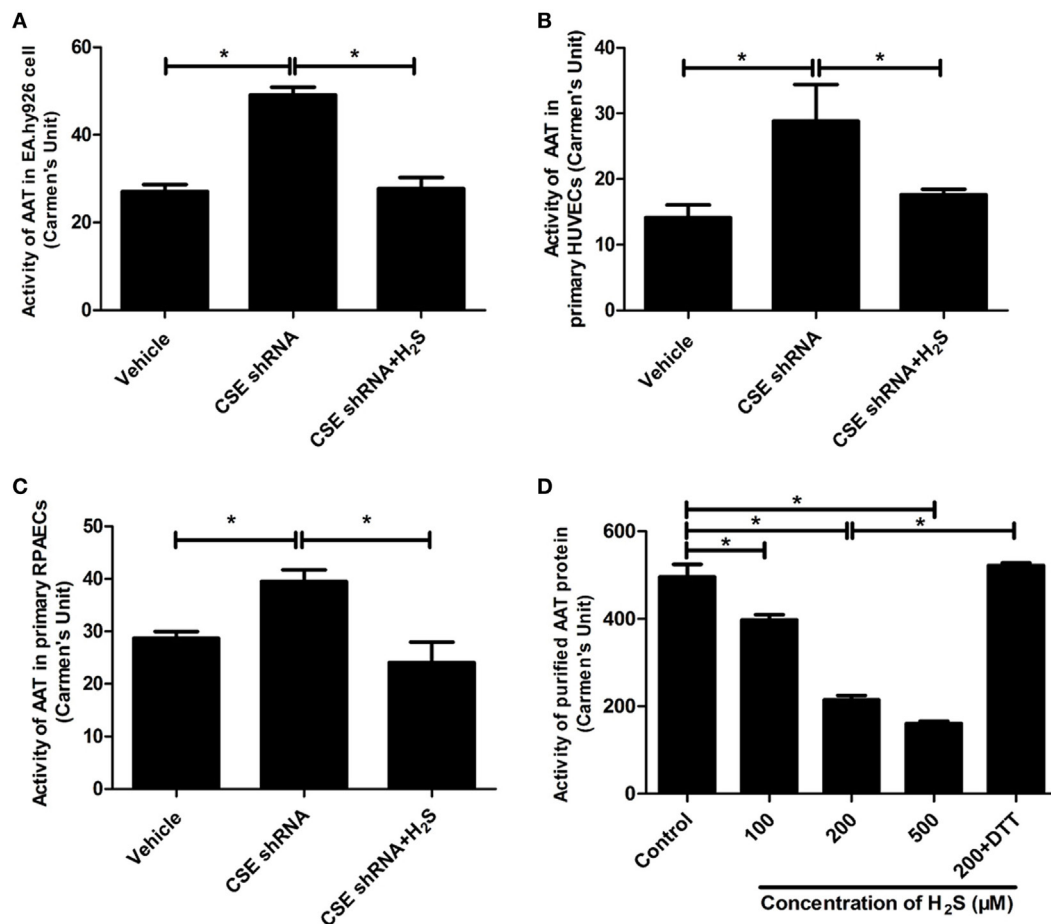 A
Activity of AAT in EA.hy926 cell
(Carmen's Unit)
60
40
20
0
*
*
Vehicle
CSE shRNA
CSE shRNA+H₂S
B
Activity of AAT in
primary HUVECs (Carmen's Unit)
40
30
20
10
0
*
*
Vehicle
CSE shRNA
CSE shRNA+H₂S
C
Activity of AAT in primary RPAECs
(Carmen's Unit)
50
40
30
20
10
0
*
*
Vehicle
CSE shRNA
CSE shRNA+H₂S
D
Activity of purified AAT protein
(Carmen's Unit)
600
400
200
0
*
*
*
*
Control
100
200
500
200+DTT
Concentration of H₂S (µM)